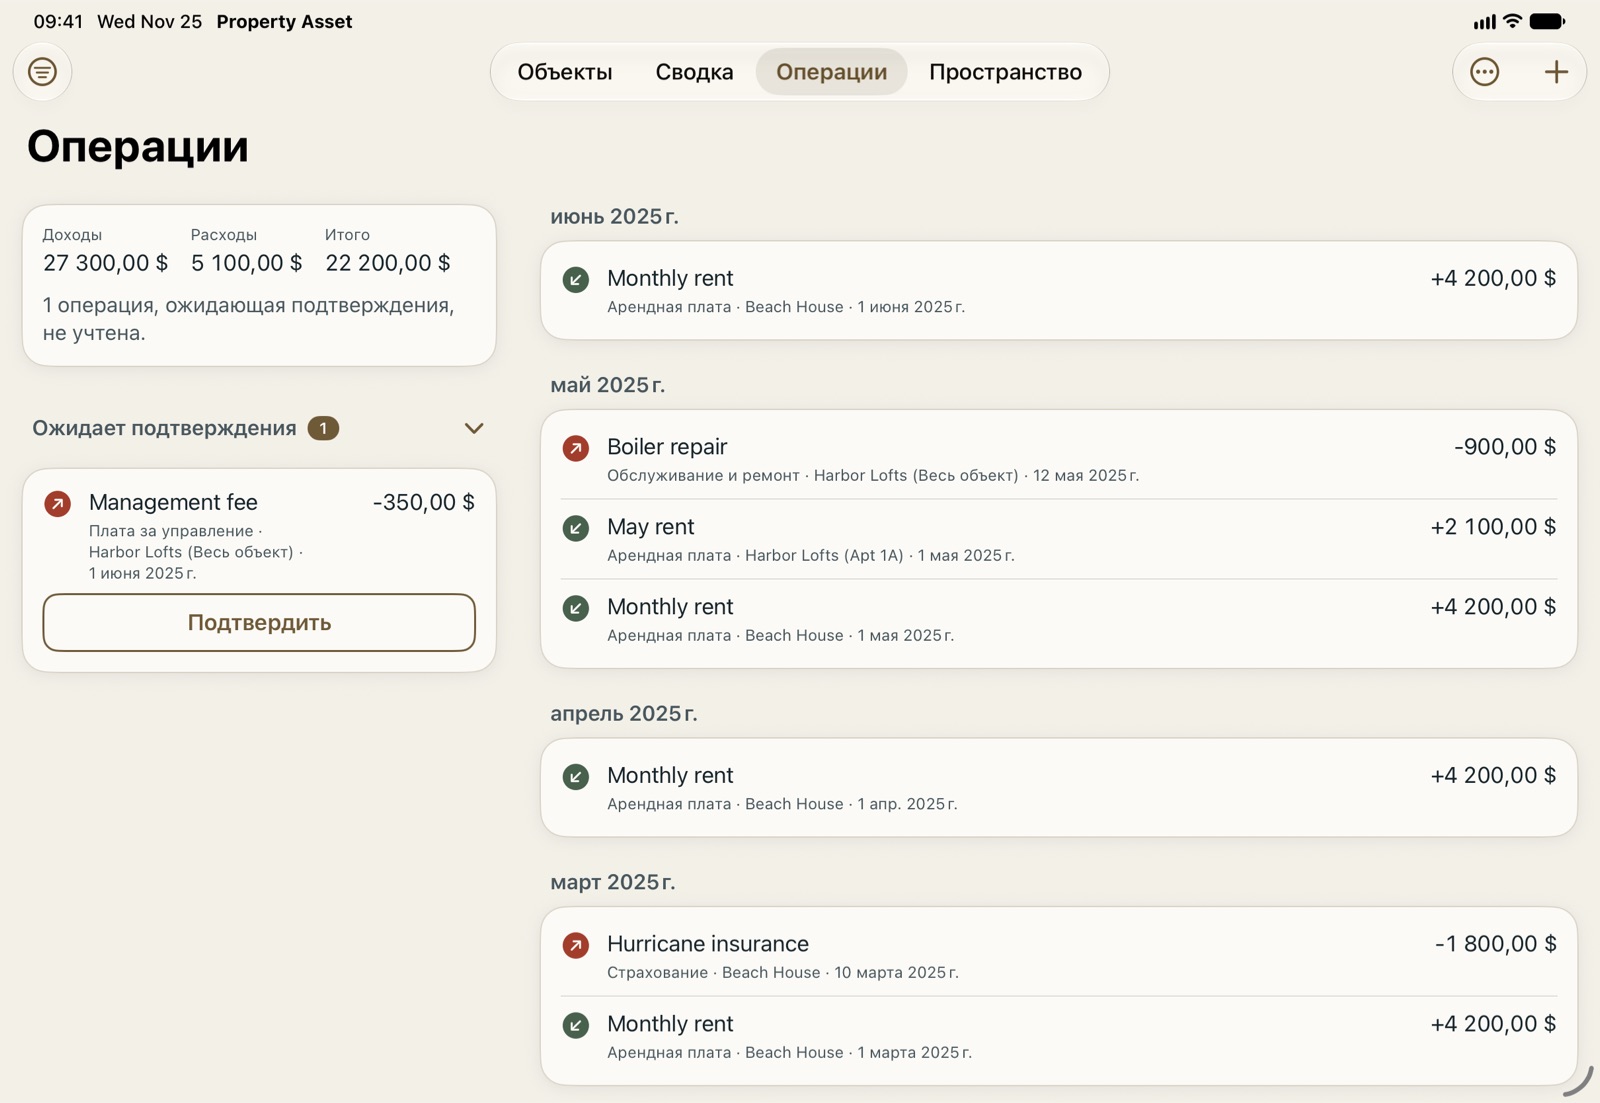 09:41 Wed Nov 25 Property Asset
Объекты Сводка Операции Пространство
Операции
Доходы Расходы Итого
27 300,00 $ 5 100,00 $ 22 200,00 $
1 операция, ожидающая подтверждения,
не учтена.
Ожидает подтверждения 1
Management fee -350,00 $
Плата за управление ·
Harbor Lofts (Весь объект) ·
1 июня 2025 г.
Подтвердить
июнь 2025 г.
Monthly rent +4 200,00 $
Арендная плата · Beach House · 1 июня 2025 г.
май 2025 г.
Boiler repair -900,00 $
Обслуживание и ремонт · Harbor Lofts (Весь объект) · 12 мая 2025 г.
May rent +2 100,00 $
Арендная плата · Harbor Lofts (Apt 1A) · 1 мая 2025 г.
Monthly rent +4 200,00 $
Арендная плата · Beach House · 1 мая 2025 г.
апрель 2025 г.
Monthly rent +4 200,00 $
Арендная плата · Beach House · 1 апр. 2025 г.
март 2025 г.
Hurricane insurance -1 800,00 $
Страхование · Beach House · 10 марта 2025 г.
Monthly rent +4 200,00 $
Арендная плата · Beach House · 1 марта 2025 г.